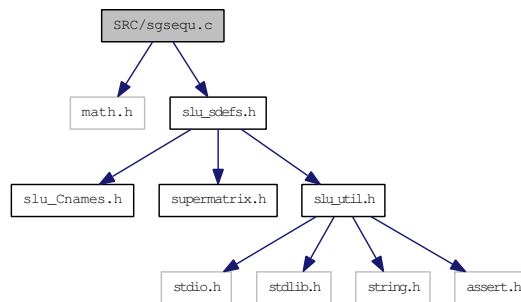 SRC/sgsequ.c
math.h
slu_sdefs.h
slu_Cnames.h
supermatrix.h
slu_util.h
stdio.h
stdlib.h
string.h
assert.h